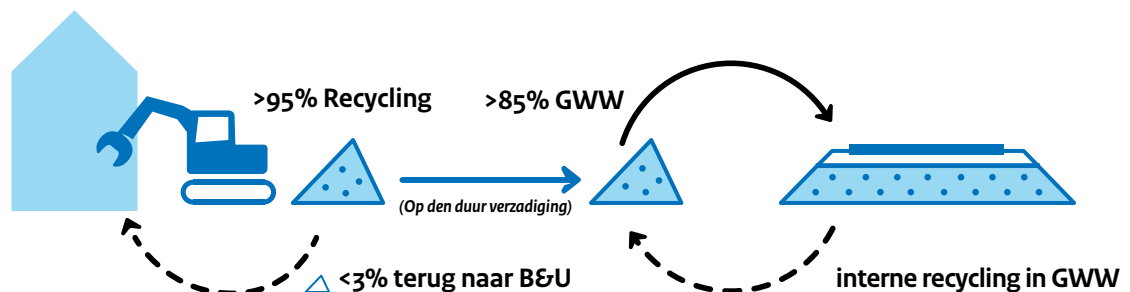 >95% Recycling
>85% GWW
(Op den duur verzadiging)
<3% terug naar B&U
interne recycling in GWW